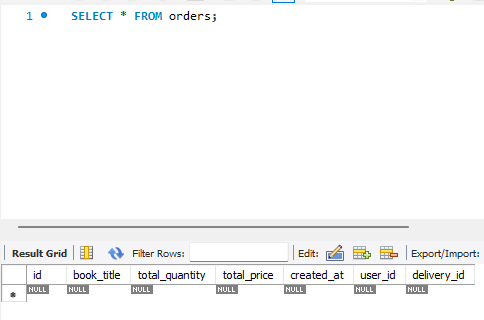 1 SELECT * FROM orders;
Result Grid Filter Rows: Edit: Export/Import:
id book_title total_quantity total_price created_at user_id delivery_id
* NULL NULL NULL NULL NULL NULL NULL